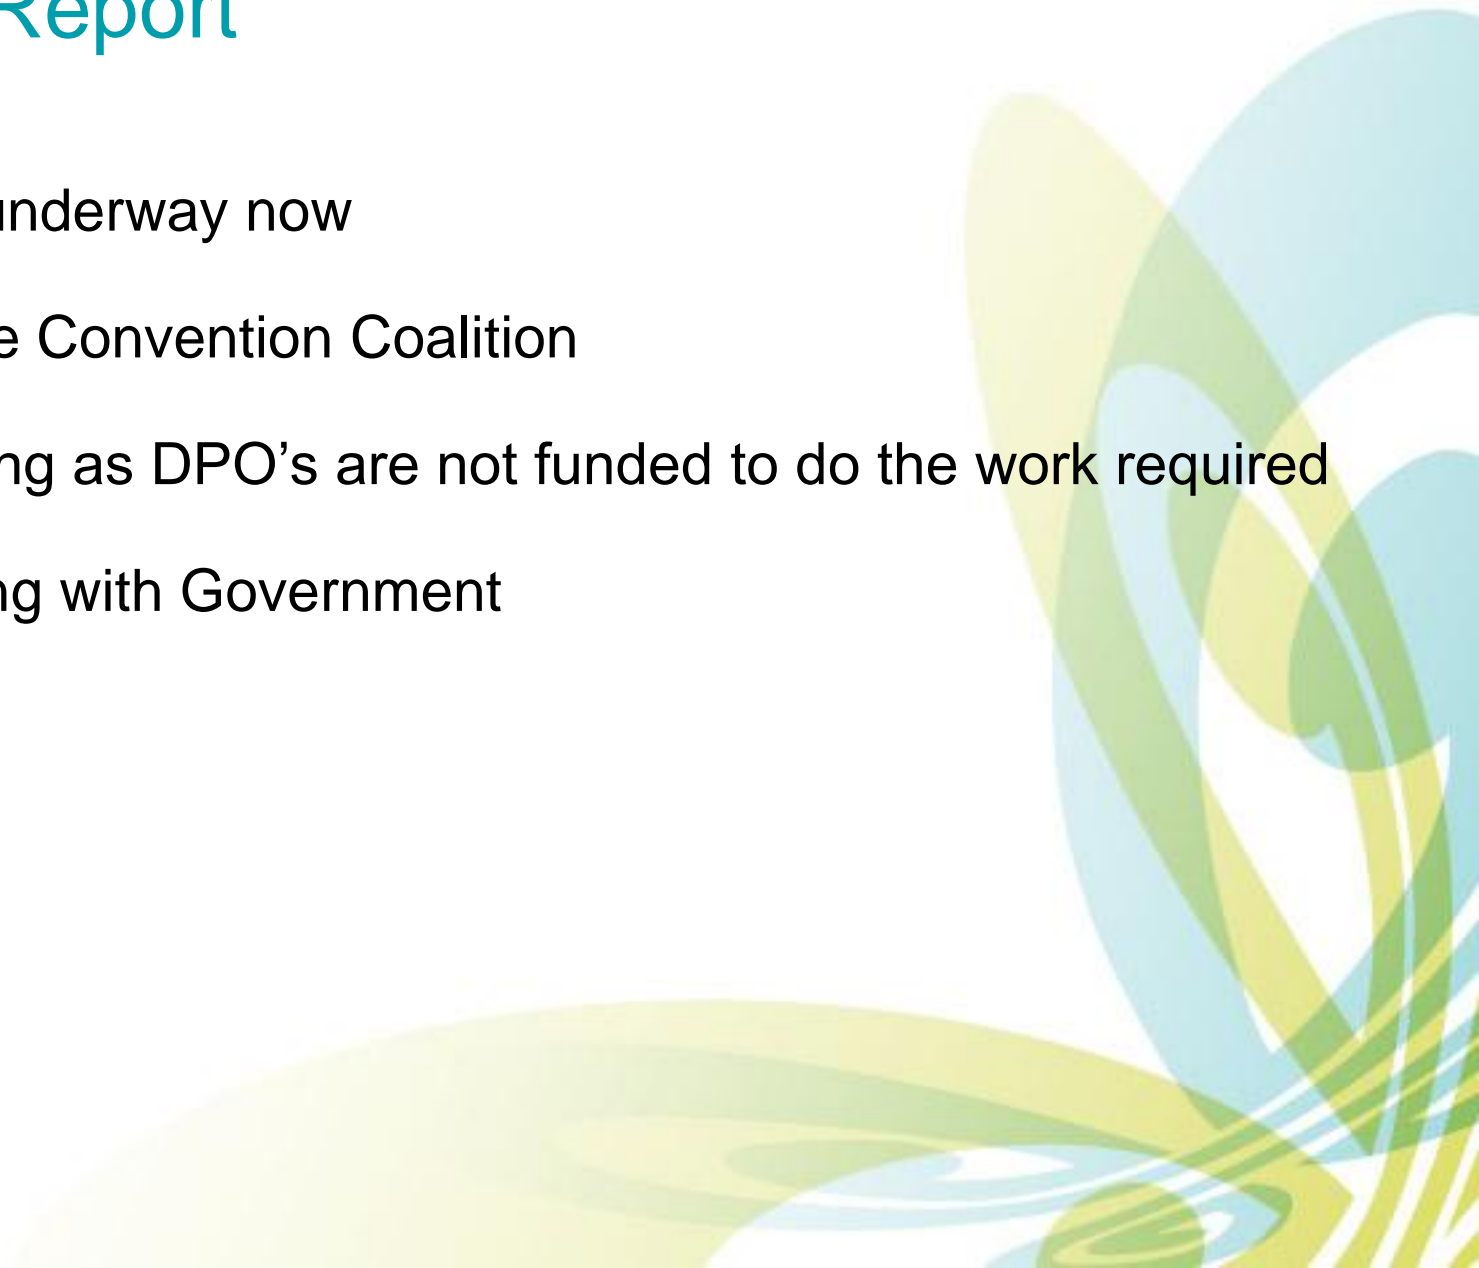 Report
underway now
e Convention Coalition
ng as DPO’s are not funded to do the work required
ng with Government